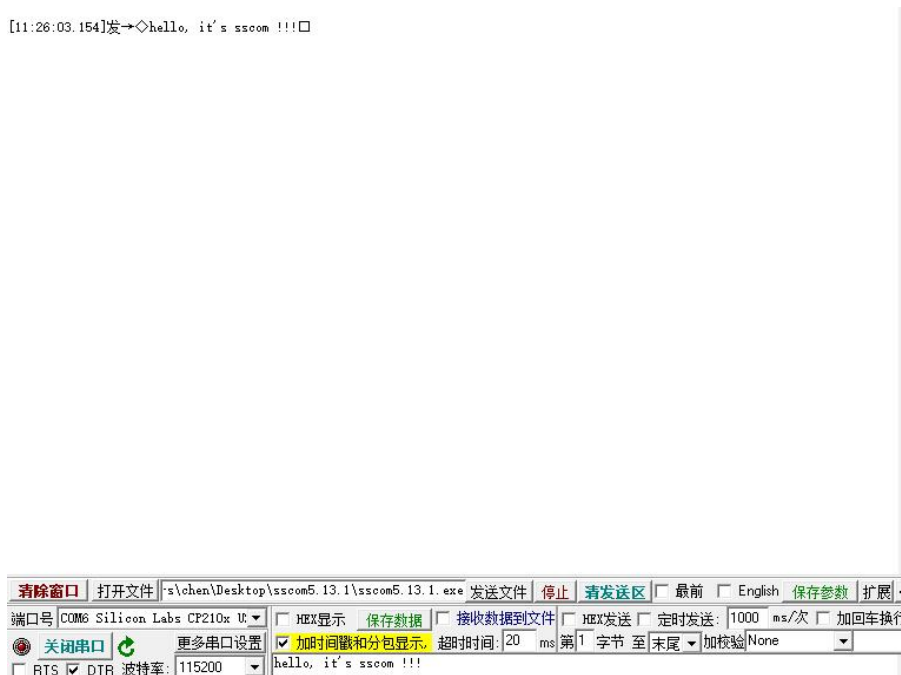 [11:26:03.154]发→◇hello, it's sscom !!!□
清除窗口 打开文件 s\chen\Desktop\sscom5.13.1\sscom5.13.1.exe 发送文件 停止 清发送区 最前 English 保存参数 扩展
端口号 COM6 Silicon Labs CP210x U HEX显示 保存数据 接收数据到文件 HEX发送 定时发送: 1000 ms/次 加回车换行
关闭串口 更多串口设置 加时间戳和分包显示, 超时时间: 20 ms 第 1 字节 至 末尾 加校验 None
RTS DTR 波特率: 115200 hello, it's sscom !!!